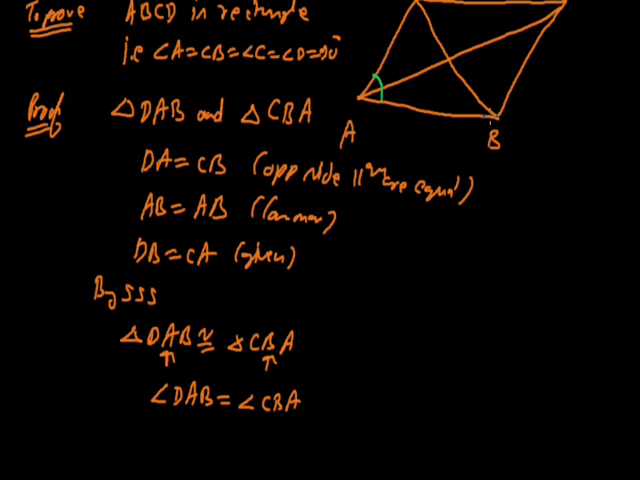 To prove ABCD is rectangle
i.e ∠A=∠B=∠C=∠D=90°
Proof △DAB and △CBA
DA=CB (opp side ||gm are equal)
AB=AB (Common)
DB=CA (given)
By SSS
△DAB≅△CBA
∠DAB=∠CBA
A
B